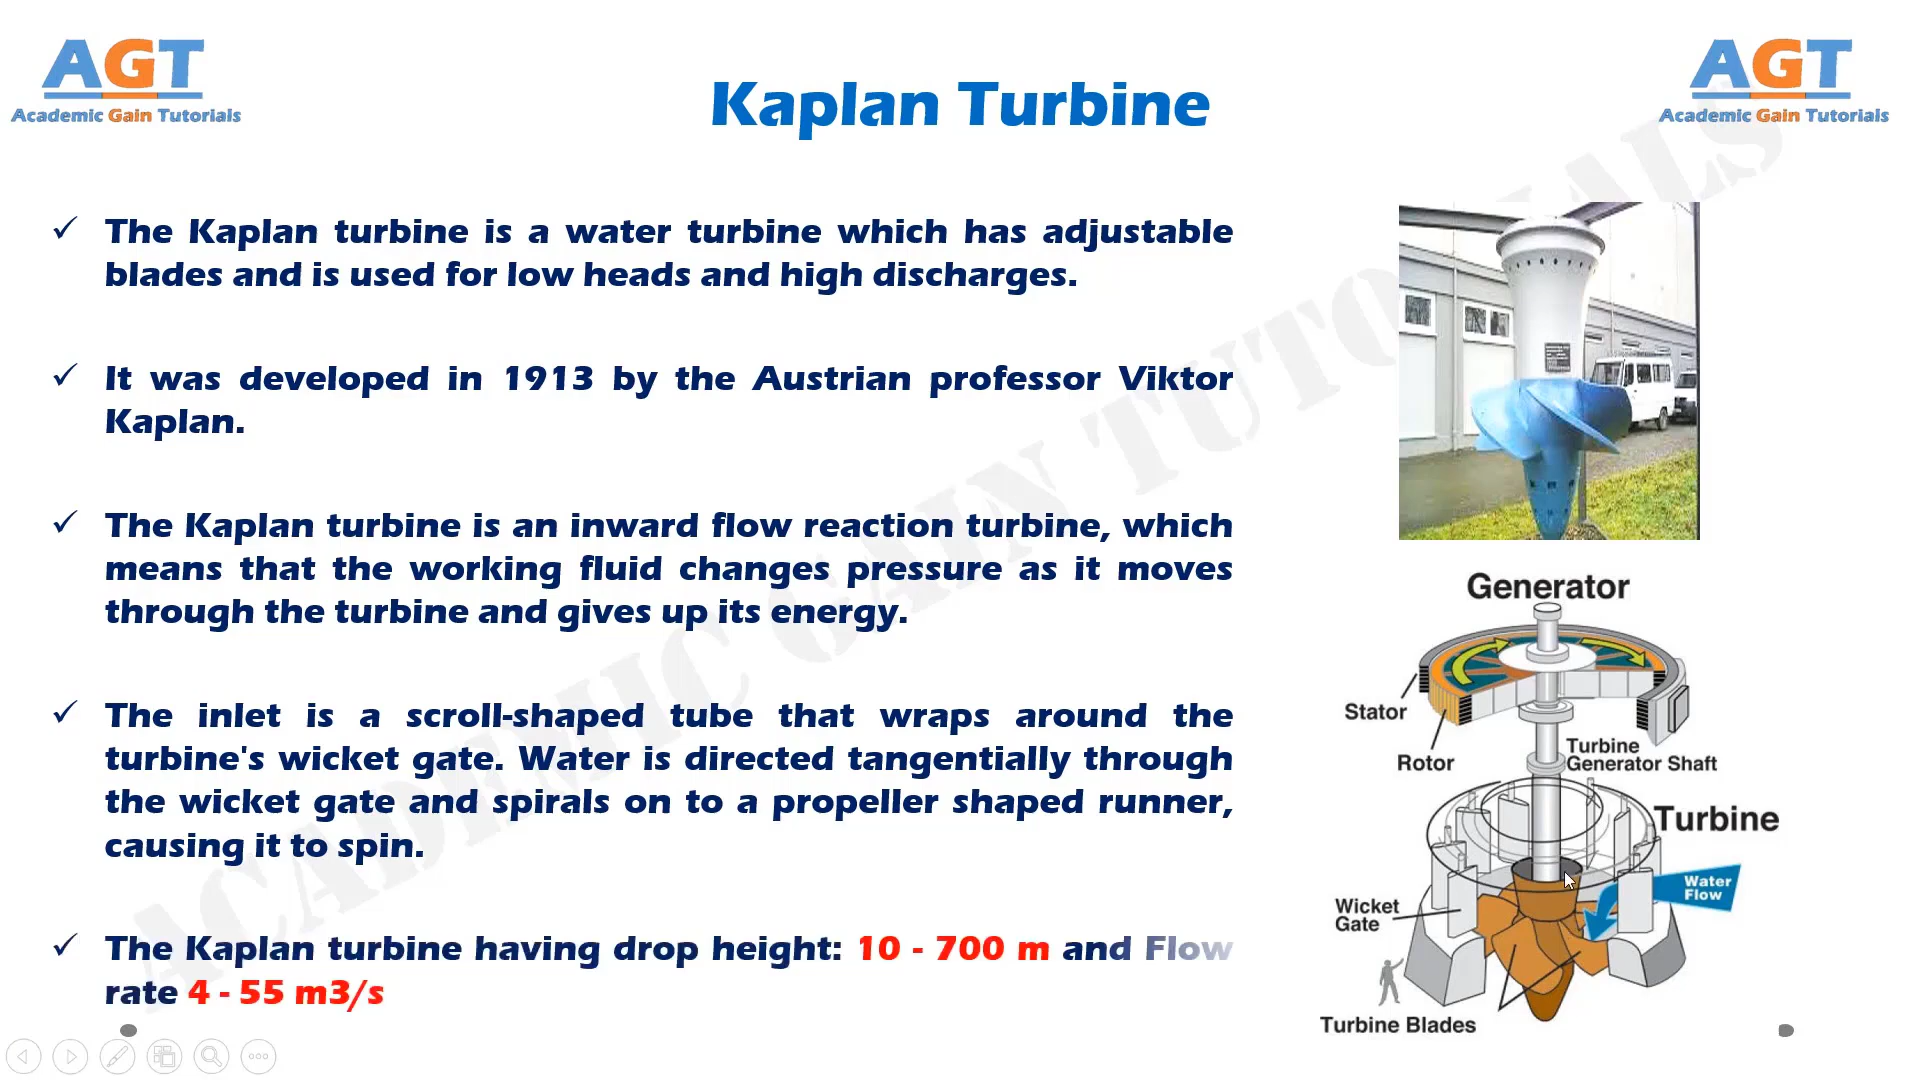 AGT
Academic Gain Tutorials
Kaplan Turbine
AGT
Academic Gain Tutorials
The Kaplan turbine is a water turbine which has adjustable
blades and is used for low heads and high discharges.
It was developed in 1913 by the Austrian professor Viktor
Kaplan.
The Kaplan turbine is an inward flow reaction turbine, which
means that the working fluid changes pressure as it moves
through the turbine and gives up its energy.
The inlet is a scroll-shaped tube that wraps around the
turbine's wicket gate. Water is directed tangentially through
the wicket gate and spirals on to a propeller shaped runner,
causing it to spin.
The Kaplan turbine having drop height: 10 - 700 m and Flow
rate 4 - 55 m3/s
ACADEMIC GAIN TUTORIALS
Generator
Stator
Rotor
Turbine
Generator Shaft
Turbine
Water
Flow
Wicket
Gate
Turbine Blades